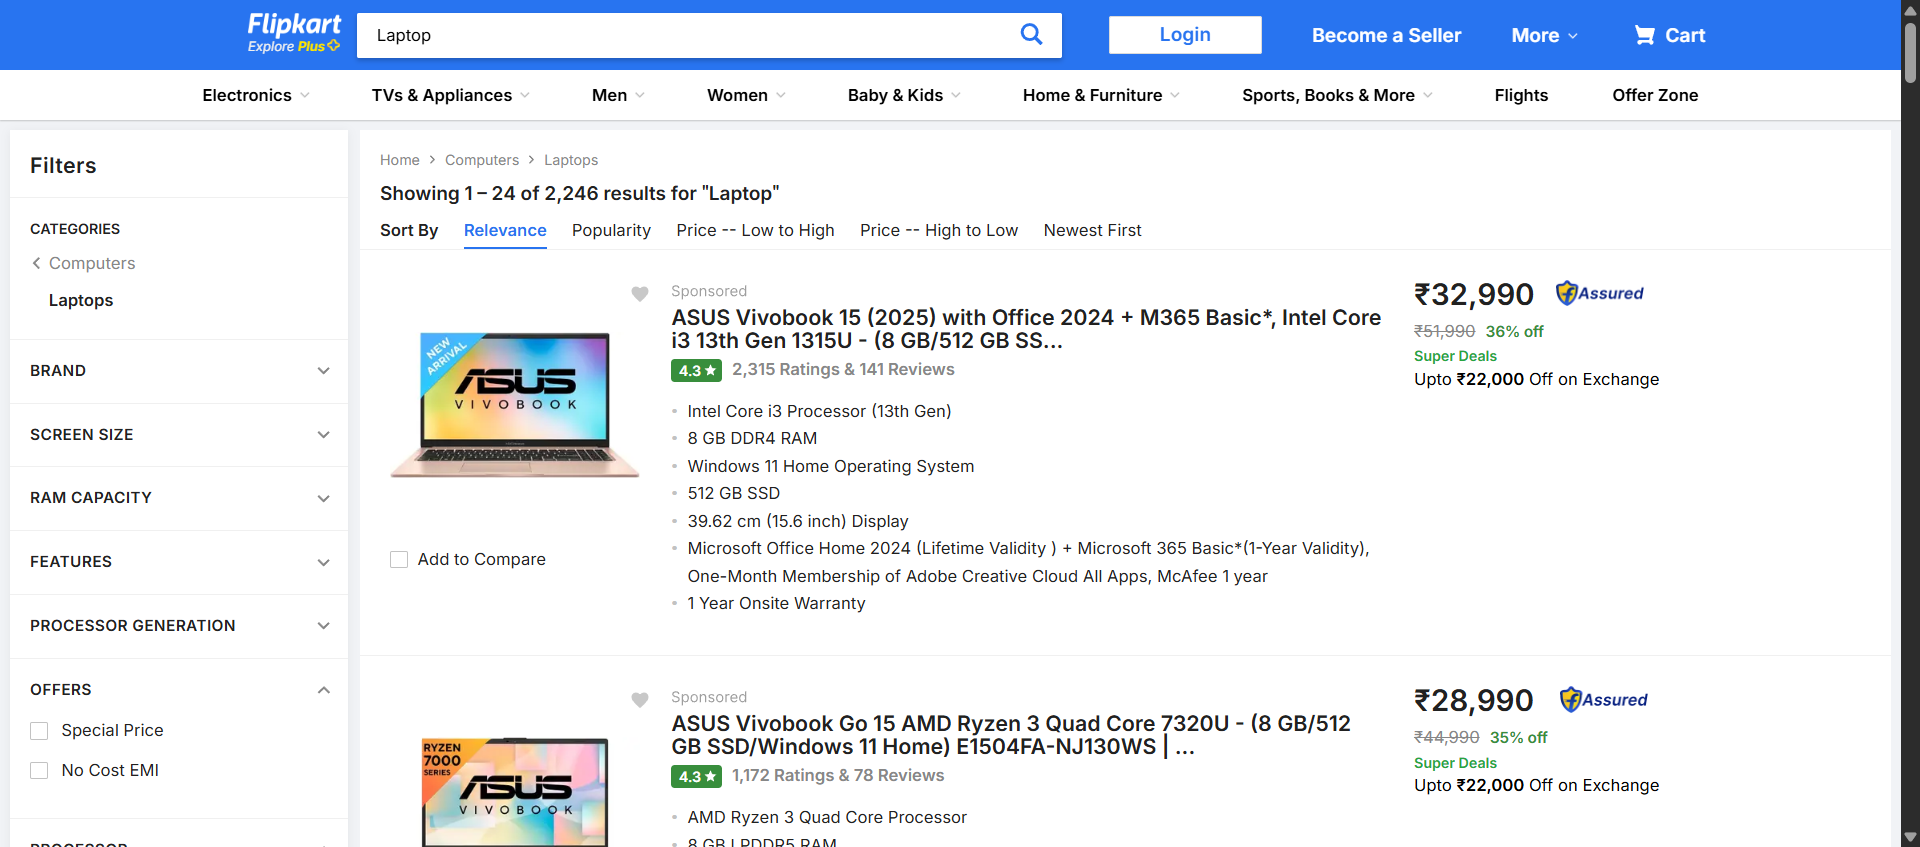 Flipkart
Explore Plus
Laptop
Login
Become a Seller
More
Cart
Electronics
TVs & Appliances
Men
Women
Baby & Kids
Home & Furniture
Sports, Books & More
Flights
Offer Zone
Filters
CATEGORIES
Computers
Laptops
BRAND
SCREEN SIZE
RAM CAPACITY
FEATURES
PROCESSOR GENERATION
OFFERS
Special Price
No Cost EMI
PROCESSOR
Home > Computers > Laptops
Showing 1 – 24 of 2,246 results for "Laptop"
Sort By Relevance Popularity Price -- Low to High Price -- High to Low Newest First
NEW
ARRIVAL
ASUS
VIVOBOOK
Add to Compare
Sponsored
ASUS Vivobook 15 (2025) with Office 2024 + M365 Basic*, Intel Core
i3 13th Gen 1315U - (8 GB/512 GB SS...
4.3 ★ 2,315 Ratings & 141 Reviews
Intel Core i3 Processor (13th Gen)
8 GB DDR4 RAM
Windows 11 Home Operating System
512 GB SSD
39.62 cm (15.6 inch) Display
Microsoft Office Home 2024 (Lifetime Validity ) + Microsoft 365 Basic*(1-Year Validity),
One-Month Membership of Adobe Creative Cloud All Apps, McAfee 1 year
1 Year Onsite Warranty
₹32,990 Assured
₹51,990 36% off
Super Deals
Upto ₹22,000 Off on Exchange
RYZEN
7000
SERIES
ASUS
VIVOBOOK
Sponsored
ASUS Vivobook Go 15 AMD Ryzen 3 Quad Core 7320U - (8 GB/512
GB SSD/Windows 11 Home) E1504FA-NJ130WS | ...
4.3 ★ 1,172 Ratings & 78 Reviews
AMD Ryzen 3 Quad Core Processor
8 GB LPDDR5 RAM
₹28,990 Assured
₹44,990 35% off
Super Deals
Upto ₹22,000 Off on Exchange